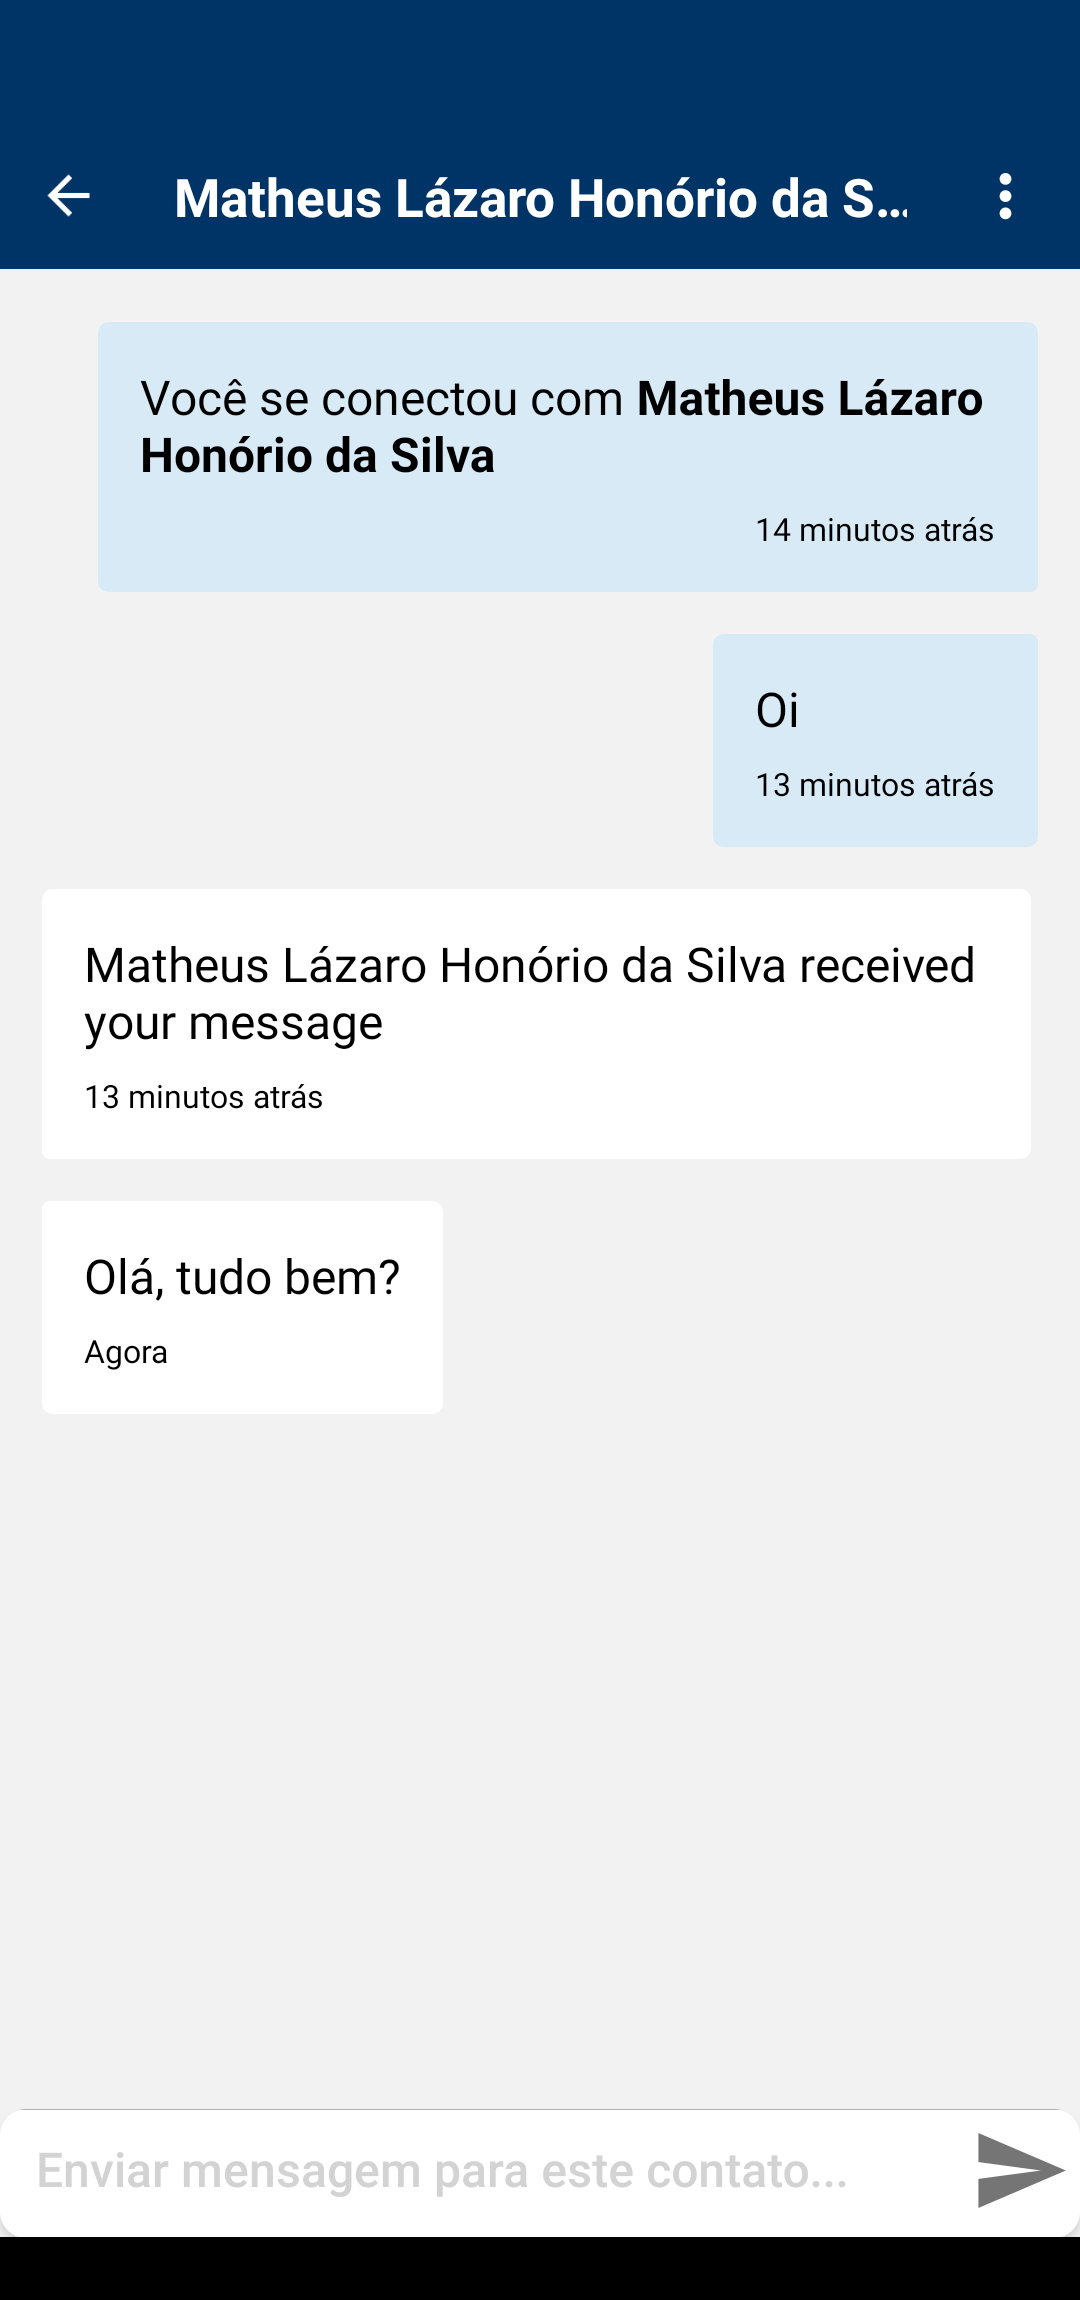 Matheus Lázaro Honório da S...
Você se conectou com Matheus Lázaro
Honório da Silva
14 minutos atrás
Oi
13 minutos atrás
Matheus Lázaro Honório da Silva received
your message
13 minutos atrás
Olá, tudo bem?
Agora
Enviar mensagem para este contato...